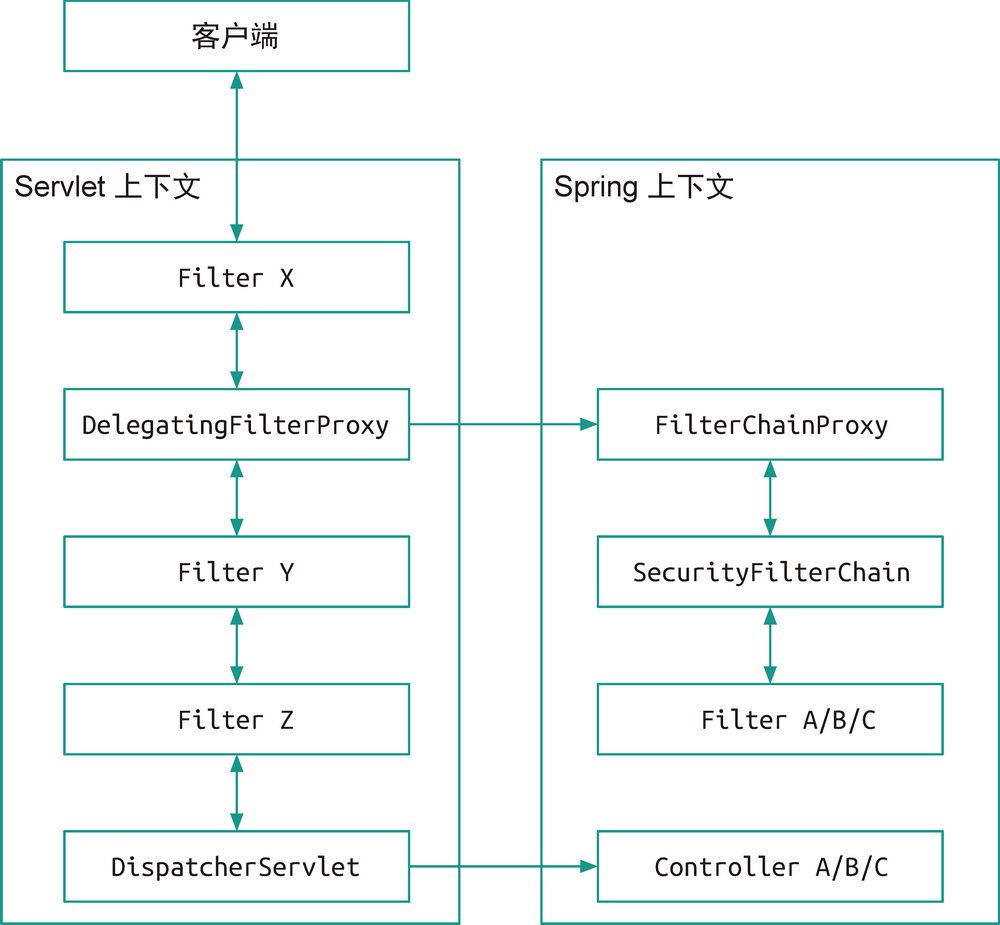 客户端
Servlet 上下文
Filter X
DelegatingFilterProxy
Filter Y
Filter Z
DispatcherServlet
Spring 上下文
FilterChainProxy
SecurityFilterChain
Filter A/B/C
Controller A/B/C